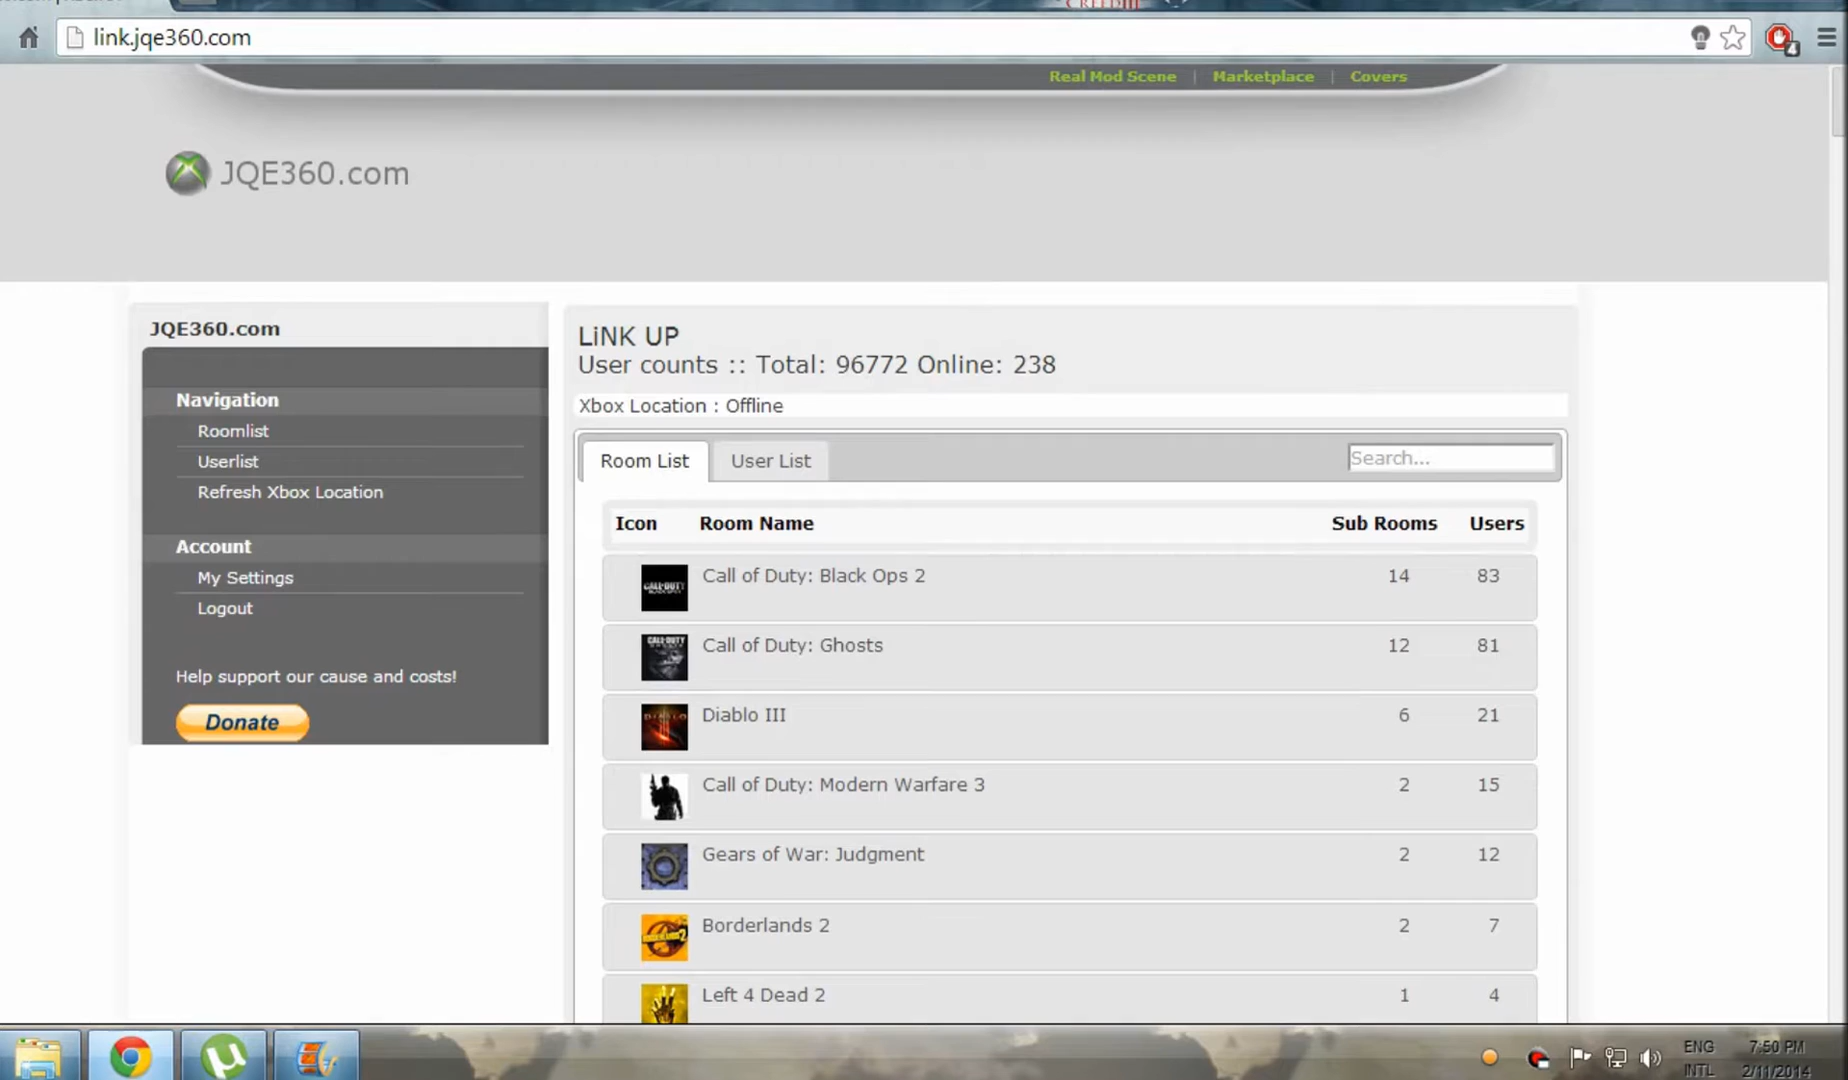 CREEDIII
link.jqe360.com
4
Real Mod Scene | Marketplace | Covers
JQE360.com
JQE360.com
Navigation
Roomlist
Userlist
Refresh Xbox Location
Account
My Settings
Logout
Help support our cause and costs!
Donate
LiNK UP
User counts :: Total: 96772 Online: 238
Xbox Location : Offline
Room List
User List
Search...
Icon Room Name Sub Rooms Users
Call of Duty: Black Ops 2 14 83
Call of Duty: Ghosts 12 81
Diablo III 6 21
Call of Duty: Modern Warfare 3 2 15
Gears of War: Judgment 2 12
Borderlands 2 2 7
Left 4 Dead 2 1 4
ENG
INTL
7:50 PM
2/11/2014